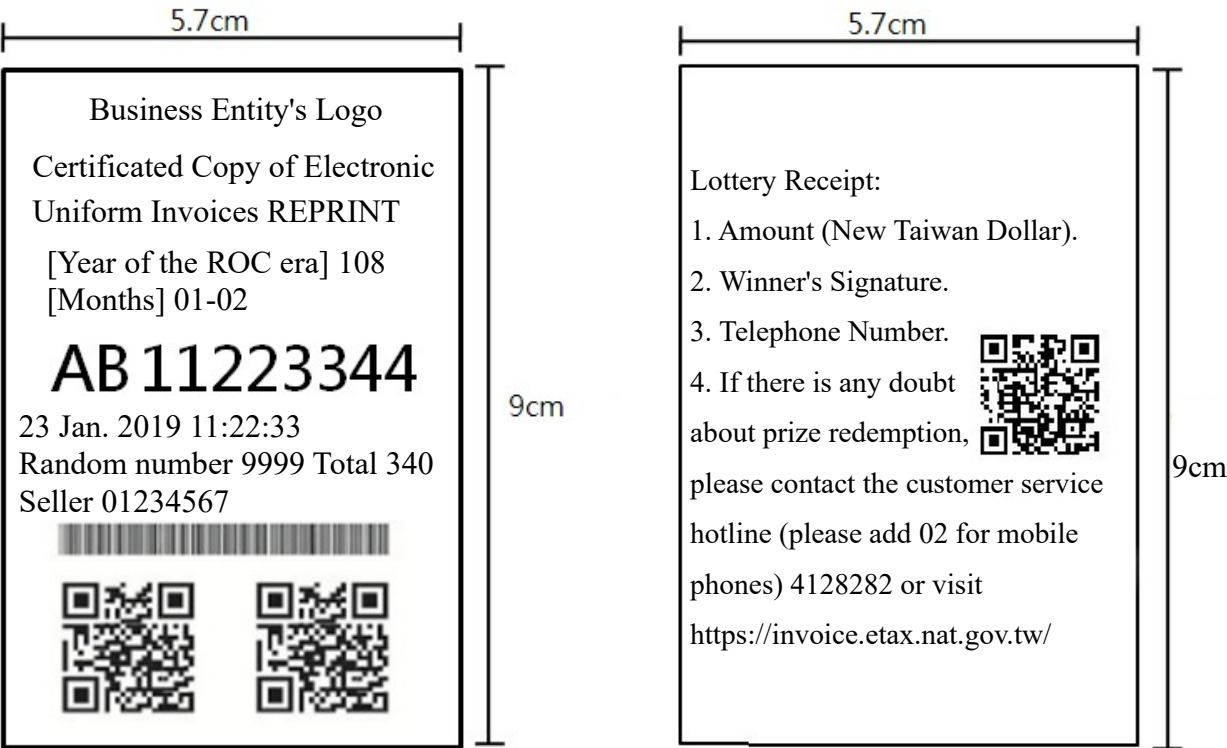 5.7cm
Business Entity's Logo
Certificated Copy of Electronic
Uniform Invoices REPRINT
[Year of the ROC era] 108
[Months] 01-02
AB 11223344
23 Jan. 2019 11:22:33
Random number 9999 Total 340
Seller 01234567
9cm
5.7cm
Lottery Receipt:
1. Amount (New Taiwan Dollar).
2. Winner's Signature.
3. Telephone Number.
4. If there is any doubt
about prize redemption,
please contact the customer service
hotline (please add 02 for mobile
phones) 4128282 or visit
https://invoice.etax.nat.gov.tw/
9cm